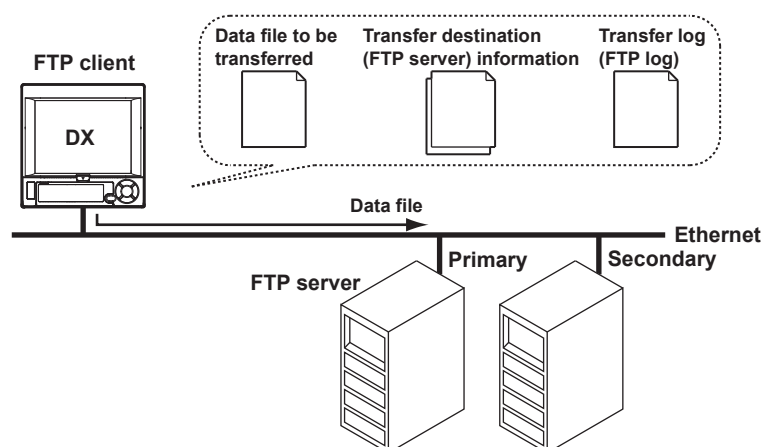 Data file to be
transferred
Transfer destination
(FTP server) information
Transfer log
(FTP log)
FTP client
DX
Data file
Ethernet
Primary
Secondary
FTP server